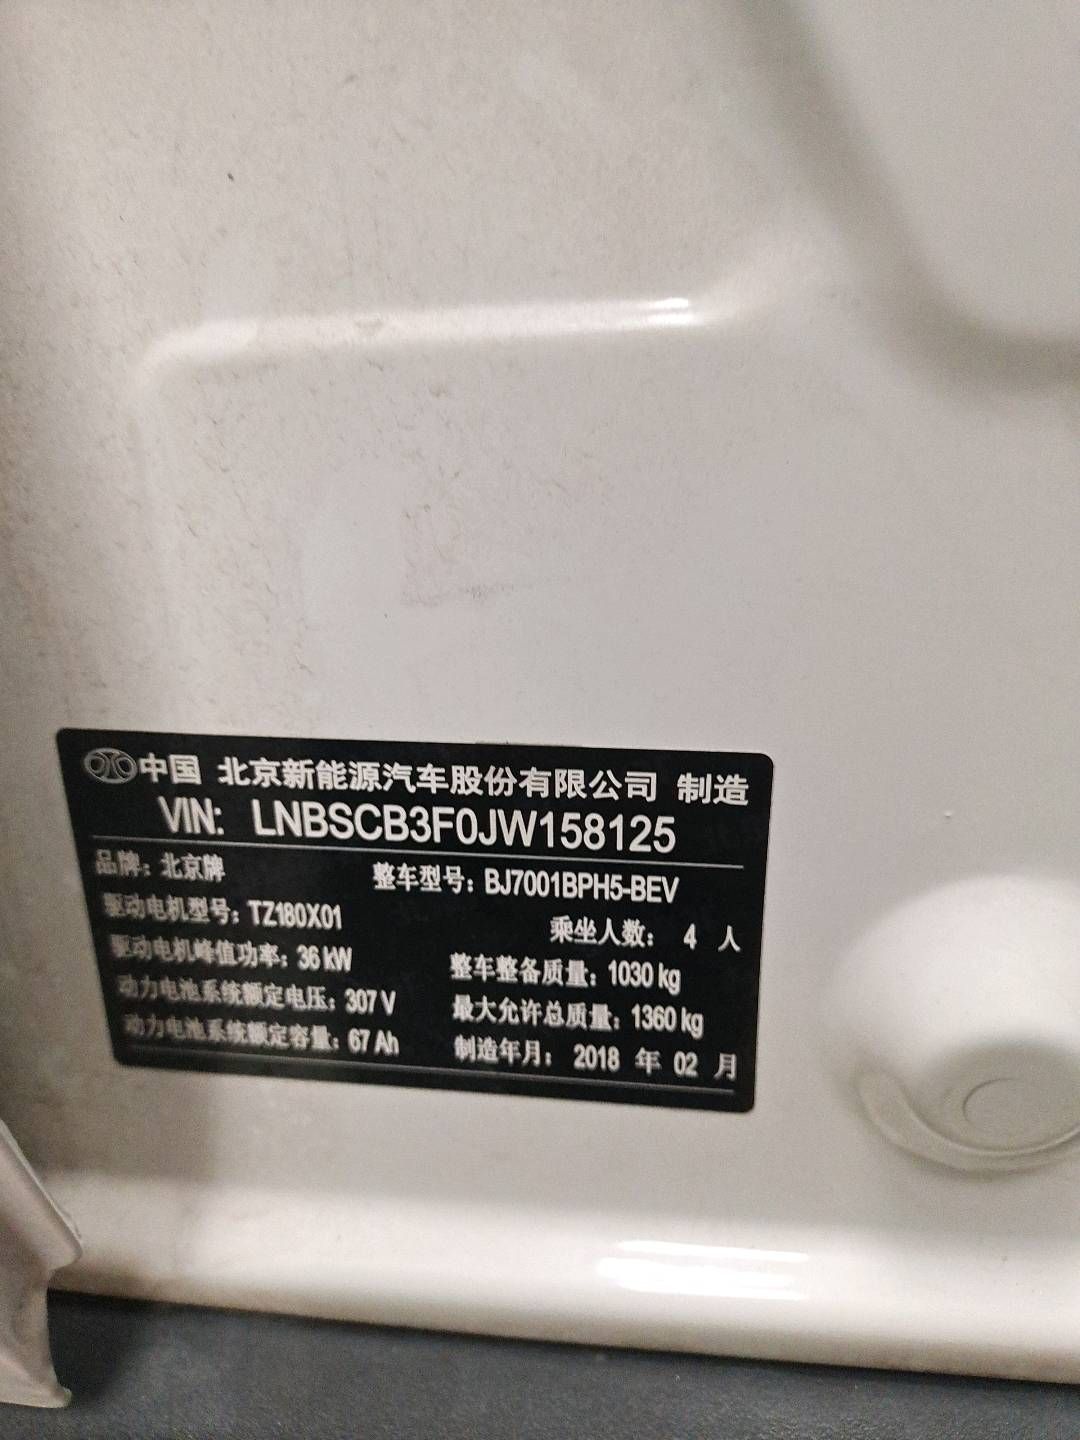 中国 北京新能源汽车股份有限公司 制造
VIN: LNBSCB3F0JW158125
品牌：北京牌 整车型号：BJ7001BPH5-BEV
驱动电机型号：TZ180X01 乘坐人数： 4 人
驱动电机峰值功率：36 kW 整车整备质量：1030 kg
动力电池系统额定电压：307 V 最大允许总质量：1360 kg
动力电池系统额定容量：67 Ah 制造年月： 2018 年 02 月